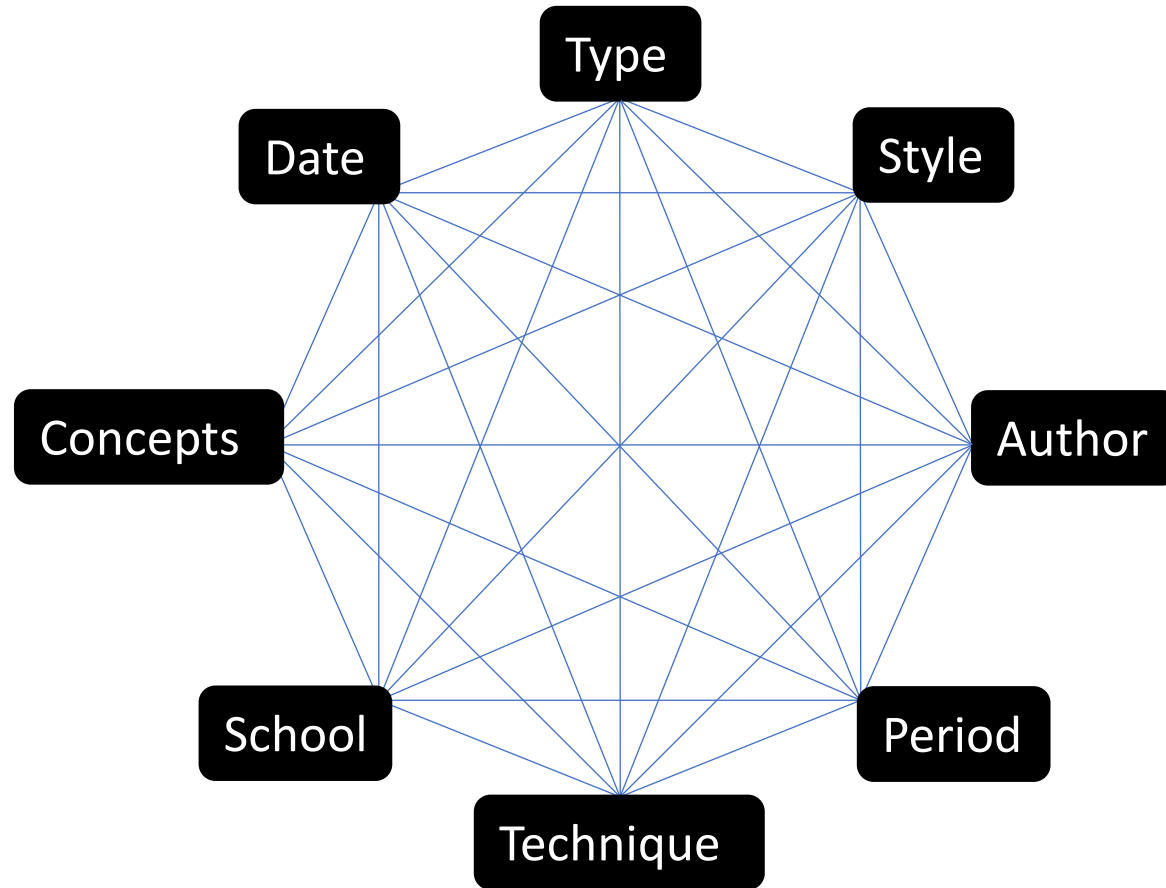 Type
Date
Style
Concepts
Author
School
Period
Technique